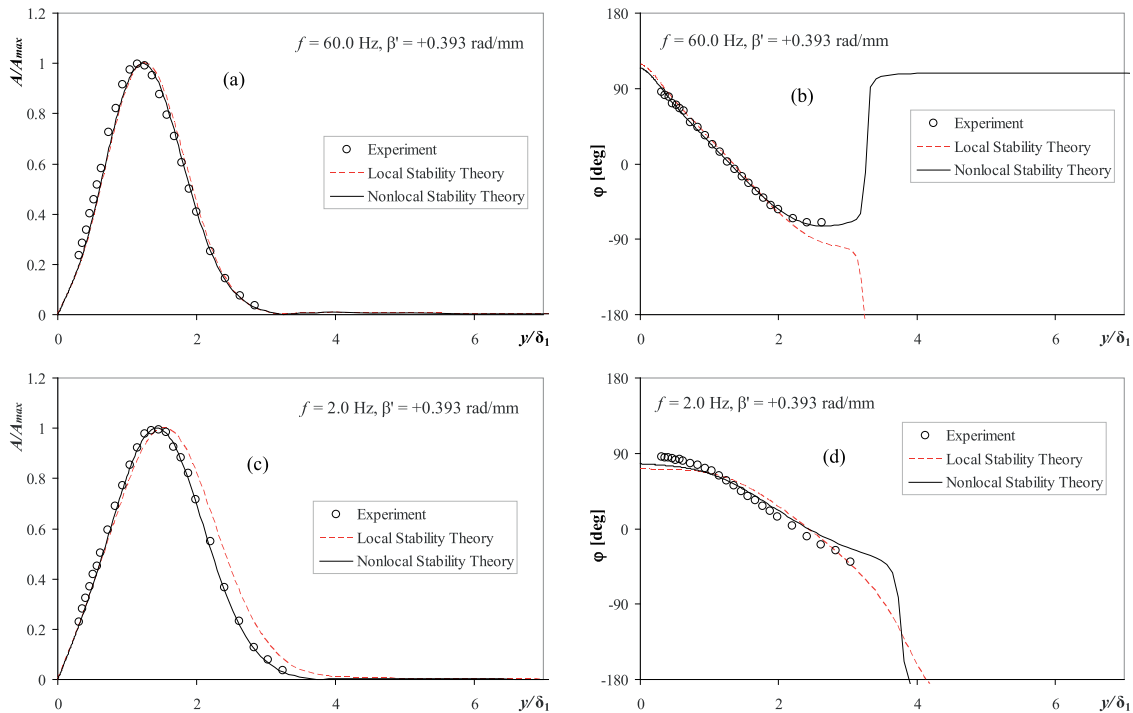 1.2
1
0.8
0.6
0.4
0.2
0
A/Amax
f = 60.0 Hz, β' = +0.393 rad/mm
(a)
Experiment
Local Stability Theory
Nonlocal Stability Theory
0
2
4
6
y/δ1
180
90
0
-90
-180
φ [deg]
f = 60.0 Hz, β' = +0.393 rad/mm
(b)
Experiment
Local Stability Theory
Nonlocal Stability Theory
0
2
4
6
y/δ1
1.2
1
0.8
0.6
0.4
0.2
0
A/Amax
f = 2.0 Hz, β' = +0.393 rad/mm
(c)
Experiment
Local Stability Theory
Nonlocal Stability Theory
0
2
4
6
y/δ1
180
90
0
-90
-180
φ [deg]
f = 2.0 Hz, β' = +0.393 rad/mm
(d)
Experiment
Local Stability Theory
Nonlocal Stability Theory
0
2
4
6
y/δ1